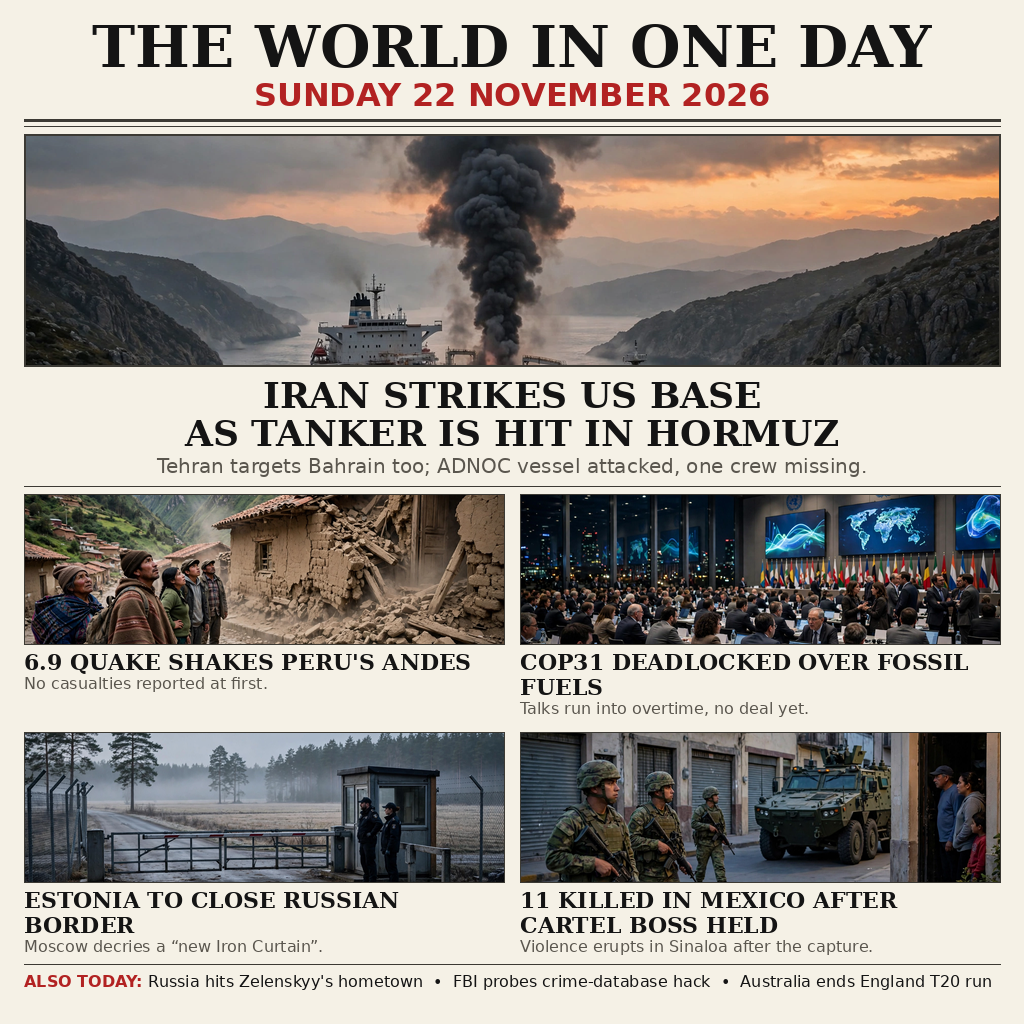 THE WORLD IN ONE DAY
SUNDAY 22 NOVEMBER 2026
IRAN STRIKES US BASE
AS TANKER IS HIT IN HORMUZ
Tehran targets Bahrain too; ADNOC vessel attacked, one crew missing.
6.9 QUAKE SHAKES PERU'S ANDES
No casualties reported at first.
COP31 DEADLOCKED OVER FOSSIL
FUELS
Talks run into overtime, no deal yet.
ESTONIA TO CLOSE RUSSIAN
BORDER
Moscow decries a “new Iron Curtain”.
11 KILLED IN MEXICO AFTER
CARTEL BOSS HELD
Violence erupts in Sinaloa after the capture.
ALSO TODAY: Russia hits Zelenskyy's hometown • FBI probes crime-database hack • Australia ends England T20 run